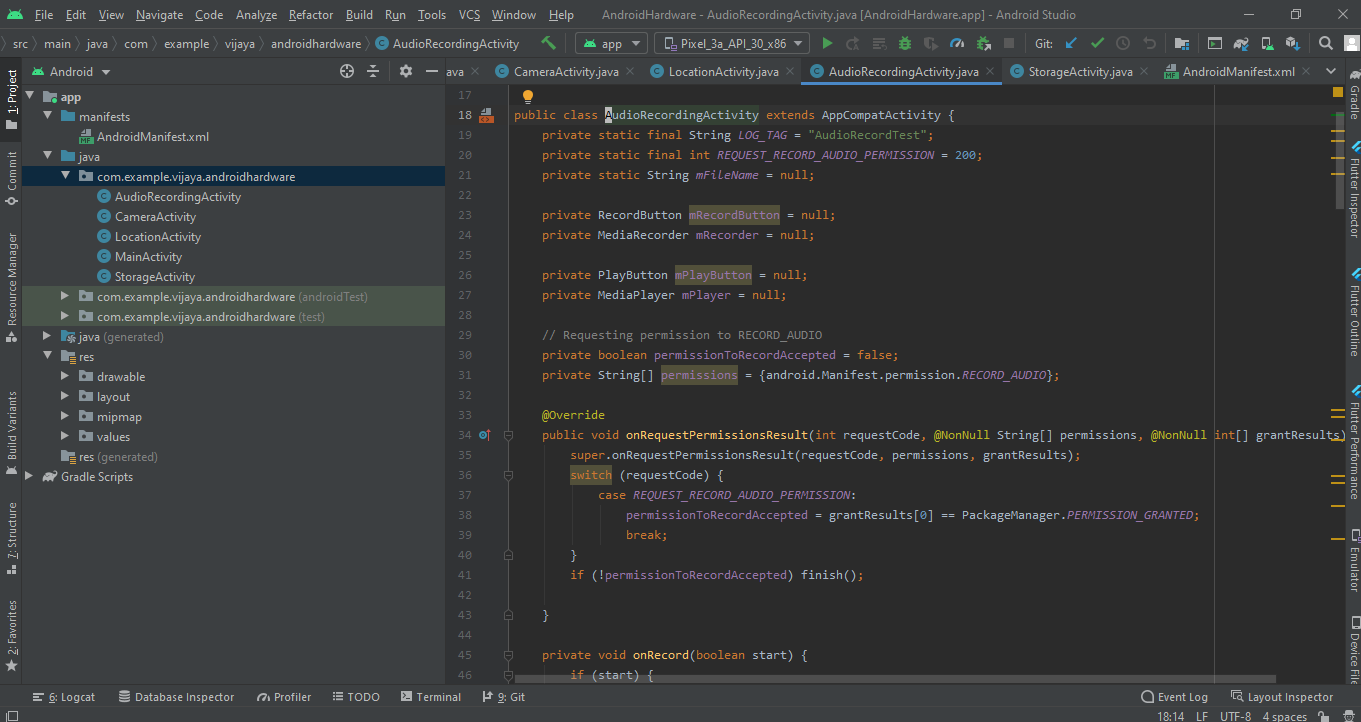 File Edit View Navigate Code Analyze Refactor Build Run Tools VCS Window Help AndroidHardware - AudioRecordingActivity.java [AndroidHardware.app] - Android Studio
src main java com example vijaya androidhardware AudioRecordingActivity app Pixel_3a_API_30_x86 Git:
1: Project
Commit
Resource Manager
Build Variants
7: Structure
2: Favorites
Android
app
manifests
AndroidManifest.xml
java
com.example.vijaya.androidhardware
AudioRecordingActivity
CameraActivity
LocationActivity
MainActivity
StorageActivity
com.example.vijaya.androidhardware (androidTest)
com.example.vijaya.androidhardware (test)
java (generated)
res
drawable
layout
mipmap
values
res (generated)
Gradle Scripts
ava CameraActivity.java LocationActivity.java AudioRecordingActivity.java StorageActivity.java AndroidManifest.xml
17
18 public class AudioRecordingActivity extends AppCompatActivity {
19 private static final String LOG_TAG = "AudioRecordTest";
20 private static final int REQUEST_RECORD_AUDIO_PERMISSION = 200;
21 private static String mFileName = null;
22
23 private RecordButton mRecordButton = null;
24 private MediaRecorder mRecorder = null;
25
26 private PlayButton mPlayButton = null;
27 private MediaPlayer mPlayer = null;
28
29 // Requesting permission to RECORD_AUDIO
30 private boolean permissionToRecordAccepted = false;
31 private String[] permissions = {android.Manifest.permission.RECORD_AUDIO};
32
33 @Override
34 public void onRequestPermissionsResult(int requestCode, @NonNull String[] permissions, @NonNull int[] grantResults)
35 super.onRequestPermissionsResult(requestCode, permissions, grantResults);
36 switch (requestCode) {
37 case REQUEST_RECORD_AUDIO_PERMISSION:
38 permissionToRecordAccepted = grantResults[0] == PackageManager.PERMISSION_GRANTED;
39 break;
40 }
41 if (!permissionToRecordAccepted) finish();
42
43 }
44
45 private void onRecord(boolean start) {
46 if (start) {
Gradle
Flutter Inspector
Flutter Outline
Flutter Performance
Emulator
Device File
6: Logcat Database Inspector Profiler TODO Terminal 9: Git Event Log Layout Inspector
18:14 LF UTF-8 4 spaces